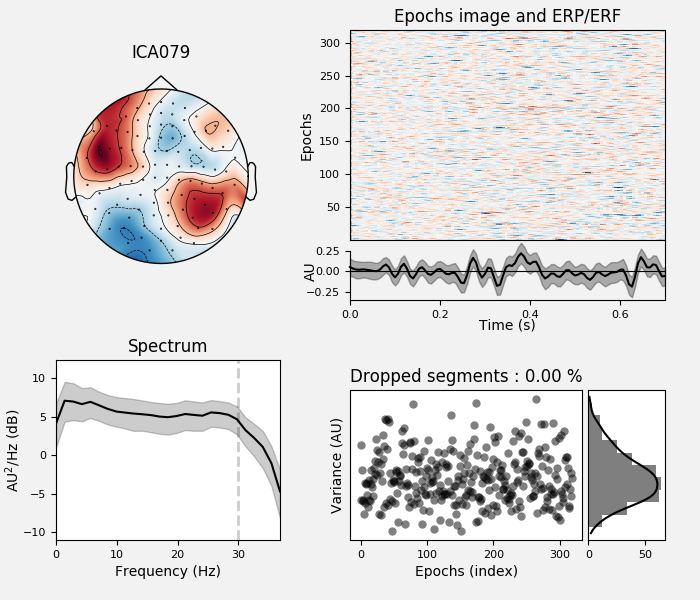 ICA079
Epochs image and ERP/ERF
Epochs
300
250
200
150
100
50
AU
0.25
0.00
−0.25
0.0 0.2 0.4 0.6
Time (s)
Spectrum
AU²/Hz (dB)
10
5
0
−5
−10
0 10 20 30
Frequency (Hz)
Dropped segments : 0.00 %
Variance (AU)
0 100 200 300
Epochs (index)
0 50